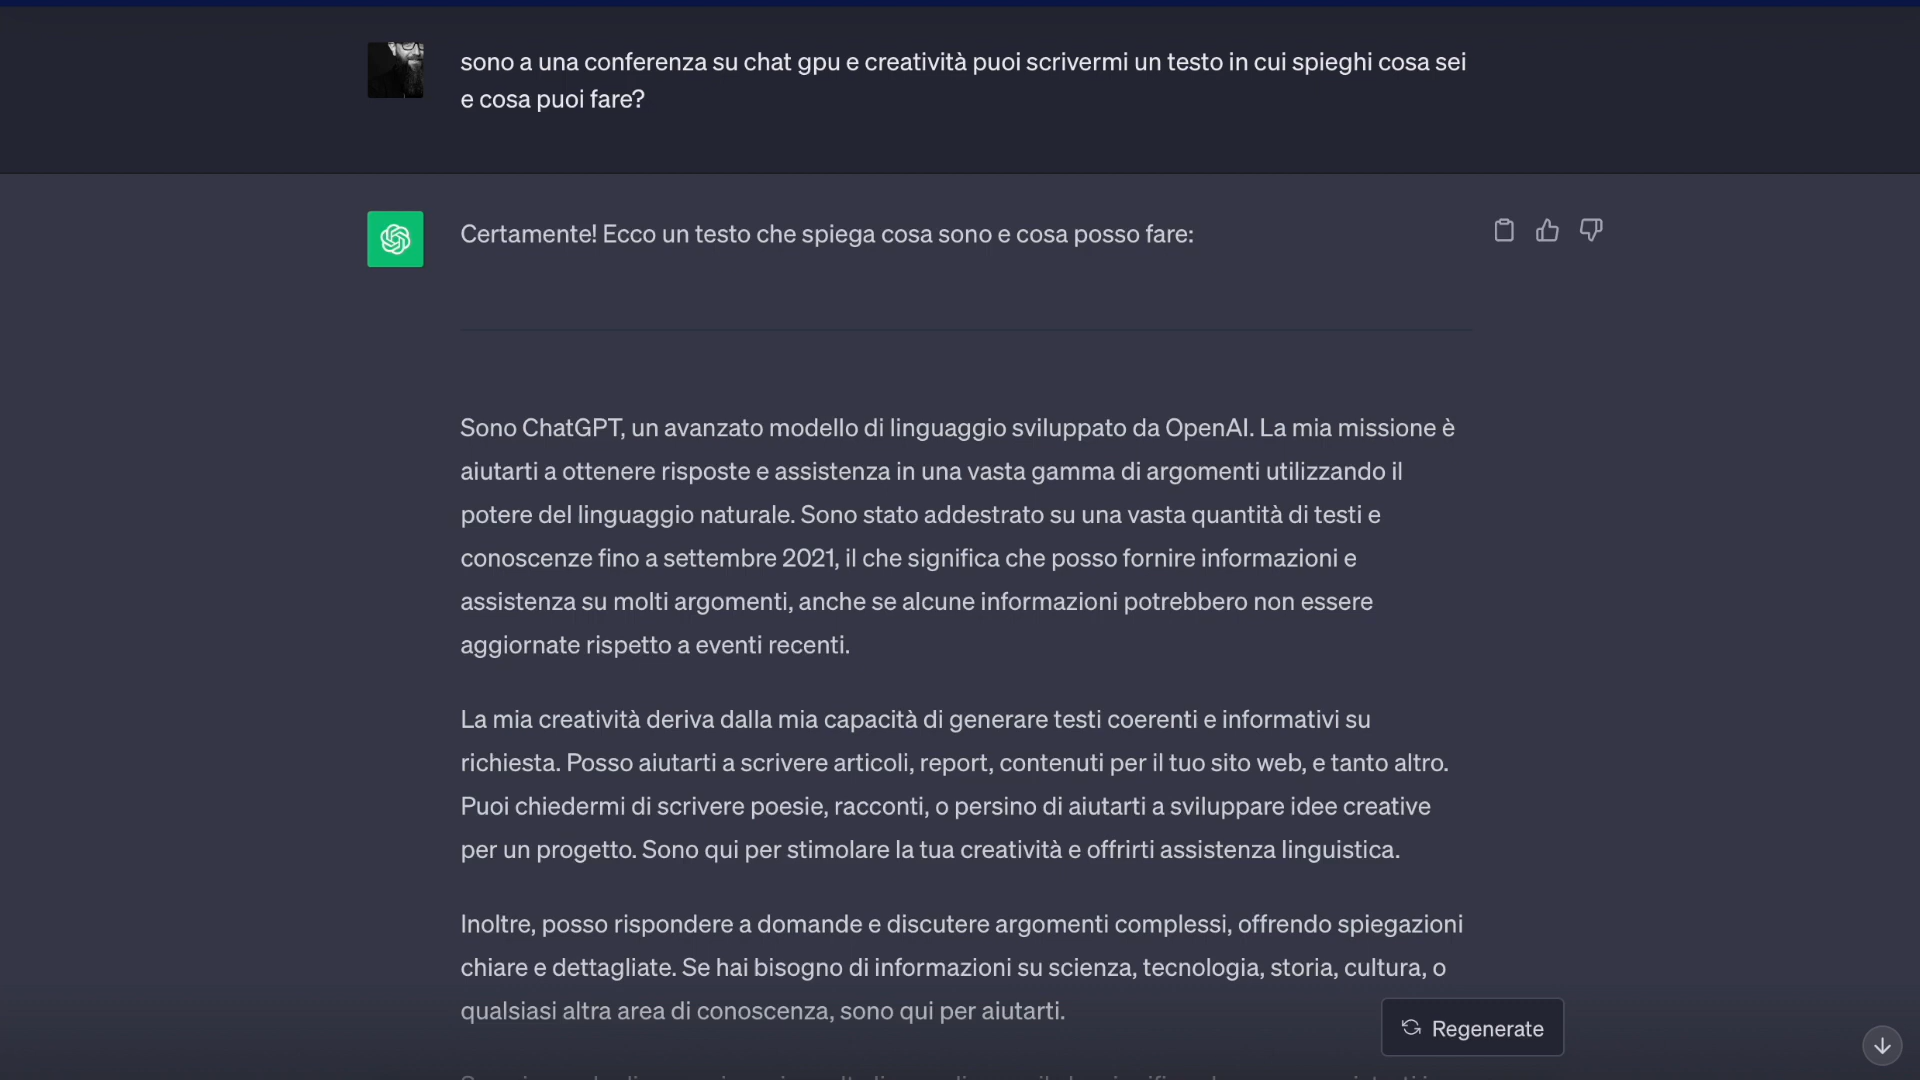 sono a una conferenza su chat gpu e creatività puoi scrivermi un testo in cui spieghi cosa sei
e cosa puoi fare?
Certamente! Ecco un testo che spiega cosa sono e cosa posso fare:
Sono ChatGPT, un avanzato modello di linguaggio sviluppato da OpenAI. La mia missione è
aiutarti a ottenere risposte e assistenza in una vasta gamma di argomenti utilizzando il
potere del linguaggio naturale. Sono stato addestrato su una vasta quantità di testi e
conoscenze fino a settembre 2021, il che significa che posso fornire informazioni e
assistenza su molti argomenti, anche se alcune informazioni potrebbero non essere
aggiornate rispetto a eventi recenti.
La mia creatività deriva dalla mia capacità di generare testi coerenti e informativi su
richiesta. Posso aiutarti a scrivere articoli, report, contenuti per il tuo sito web, e tanto altro.
Puoi chiedermi di scrivere poesie, racconti, o persino di aiutarti a sviluppare idee creative
per un progetto. Sono qui per stimolare la tua creatività e offrirti assistenza linguistica.
Inoltre, posso rispondere a domande e discutere argomenti complessi, offrendo spiegazioni
chiare e dettagliate. Se hai bisogno di informazioni su scienza, tecnologia, storia, cultura, o
qualsiasi altra area di conoscenza, sono qui per aiutarti.
Regenerate